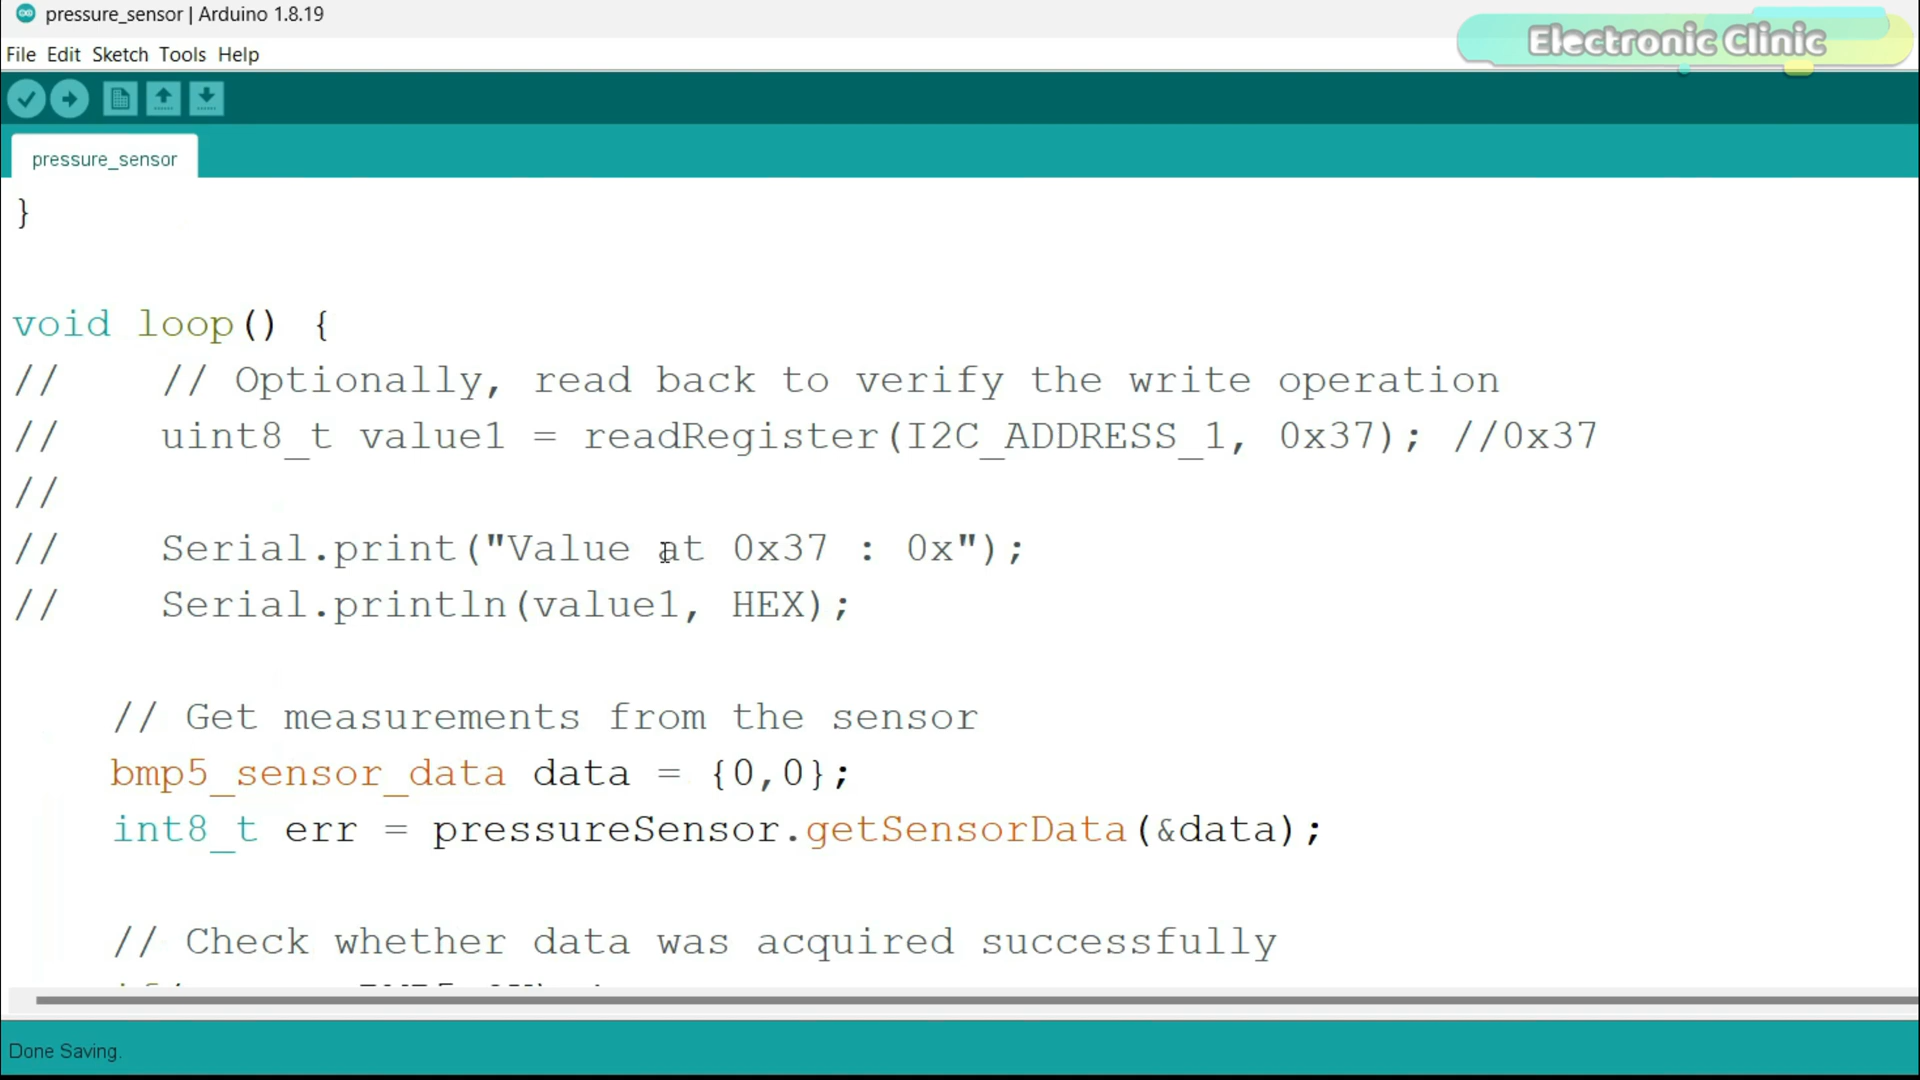 pressure_sensor | Arduino 1.8.19
Electronic Clinic
File Edit Sketch Tools Help
pressure_sensor
}
void loop() {
//    // Optionally, read back to verify the write operation
//    uint8_t value1 = readRegister(I2C_ADDRESS_1, 0x37); //0x37
//
//    Serial.print("Value at 0x37 : 0x");
//    Serial.println(value1, HEX);
    // Get measurements from the sensor
    bmp5_sensor_data data = {0,0};
    int8_t err = pressureSensor.getSensorData(&data);
    // Check whether data was acquired successfully
Done Saving.